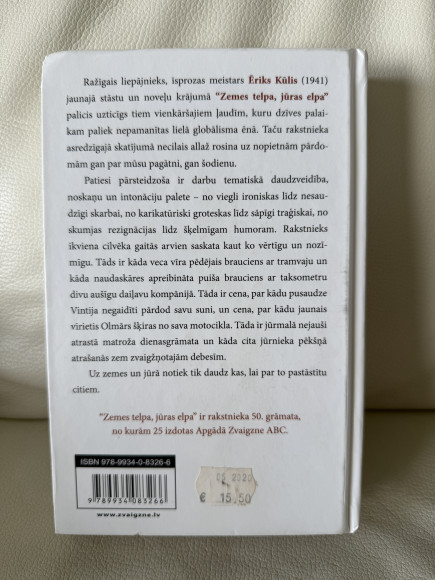 Ražīgais liepājnieks, īsprozas meistars Ēriks Kūlis (1941)
jaunajā stāstu un noveļu krājumā "Zemes telpa, jūras elpa"
palicis uzticīgs tiem vienkāršajiem ļaudīm, kuru dzīves palai-
kam paliek nepamanītas lielā globālisma ēnā. Taču rakstnieka
asredzīgajā skatījumā necilais allaž rosina uz nopietnām pārdo-
mām gan par mūsu pagātni, gan šodienu.
Patiesi pārsteidzoša ir darbu tematiskā daudzveidība,
noskaņu un intonāciju palete – no viegli ironiskas līdz nesau-
dzīgi skarbai, no karikatūriski groteskas līdz sāpīgi traģiskai, no
skumjas rezignācijas līdz šķelmīgam humoram. Rakstnieks
ikviena cilvēka gaitās arvien saskata kaut ko vērtīgu un nozī-
mīgu. Tāds ir kāda veca vīra pēdējais brauciens ar tramvaju un
kāda naudaskāres apreibināta puiša brauciens ar taksometru
divu aušīgu daiļavu kompānijā. Tāda ir cena, par kādu pusaudze
Vintija negaidīti pārdod savu suni, un cena, par kādu jaunais
vīrietis Olmārs šķiras no sava motocikla. Tāda ir jūrmalā nejauši
atrastā matroža dienasgrāmata un kāda cita jūrnieka pēkšņā
atrašanās zem zvaigžņotajām debesīm.
Uz zemes un jūrā notiek tik daudz kas, lai par to pastāstītu
citiem.
"Zemes telpa, jūras elpa" ir rakstnieka 50. grāmata,
no kurām 25 izdotas Apgādā Zvaigzne ABC.
ISBN 978-9934-0-8326-6
9 789934 083266
www.zvaigzne.lv
05 2020
€ 15,50